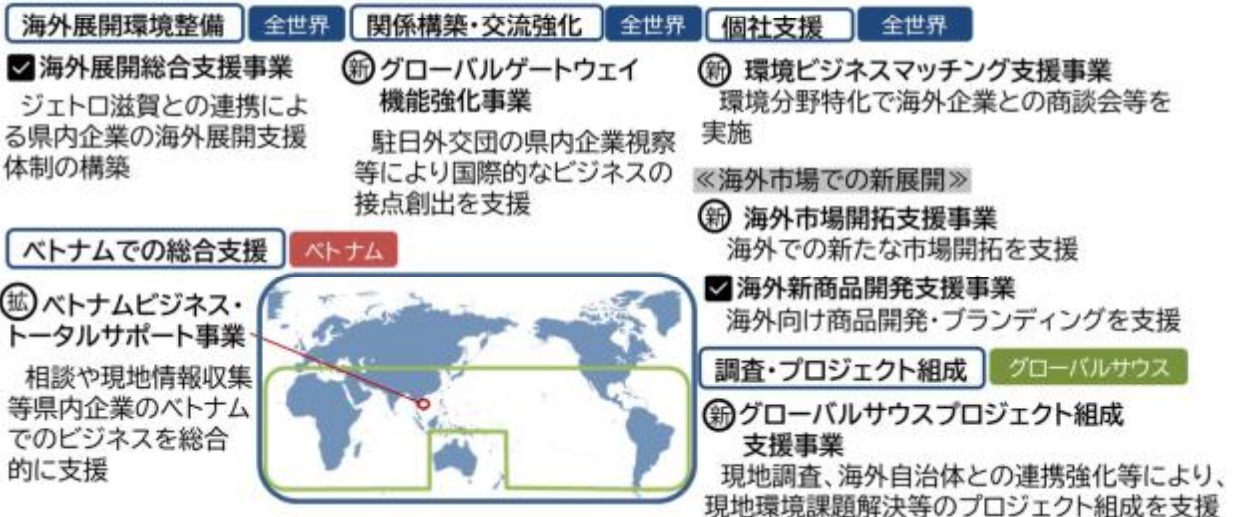 海外展開環境整備 全世界
☑海外展開総合支援事業
ジェトロ滋賀との連携によ
る県内企業の海外展開支援
体制の構築
関係構築・交流強化 全世界
新 グローバルゲートウェイ
機能強化事業
駐日外交団の県内企業視察
等により国際的なビジネスの
接点創出を支援
個社支援 全世界
新 環境ビジネスマッチング支援事業
環境分野特化で海外企業との商談会等を
実施
≪海外市場での新展開≫
新 海外市場開拓支援事業
海外での新たな市場開拓を支援
☑海外新商品開発支援事業
海外向け商品開発・ブランディングを支援
ベトナムでの総合支援 ベトナム
拡 ベトナムビジネス・
トータルサポート事業
相談や現地情報収集
等県内企業のベトナム
でのビジネスを総合
的に支援
調査・プロジェクト組成 グローバルサウス
新 グローバルサウスプロジェクト組成
支援事業
現地調査、海外自治体との連携強化等により、
現地環境課題解決等のプロジェクト組成を支援